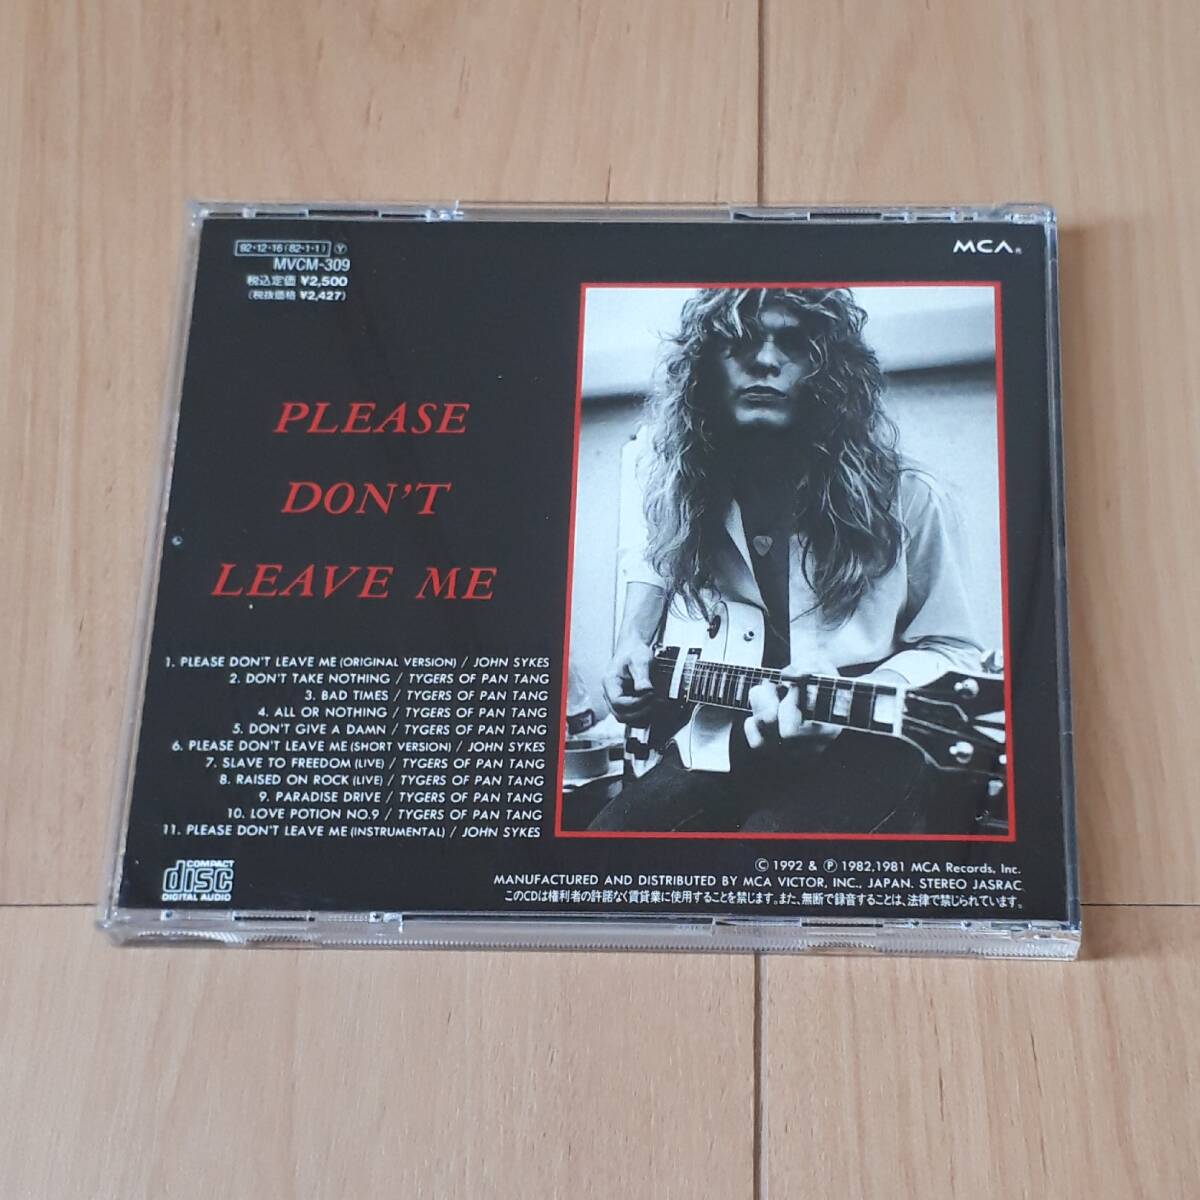 92・12・16(82・1・1) Y
MVCM-309
税込定価 ¥2,500
(税抜価格 ¥2,427)
MCA®
PLEASE
DON'T
LEAVE ME
1. PLEASE DON'T LEAVE ME (ORIGINAL VERSION) / JOHN SYKES
2. DON'T TAKE NOTHING / TYGERS OF PAN TANG
3. BAD TIMES / TYGERS OF PAN TANG
4. ALL OR NOTHING / TYGERS OF PAN TANG
5. DON'T GIVE A DAMN / TYGERS OF PAN TANG
6. PLEASE DON'T LEAVE ME (SHORT VERSION) / JOHN SYKES
7. SLAVE TO FREEDOM (LIVE) / TYGERS OF PAN TANG
8. RAISED ON ROCK (LIVE) / TYGERS OF PAN TANG
9. PARADISE DRIVE / TYGERS OF PAN TANG
10. LOVE POTION NO.9 / TYGERS OF PAN TANG
11. PLEASE DON'T LEAVE ME (INSTRUMENTAL) / JOHN SYKES
COMPACT
disc
DIGITAL AUDIO
Ⓒ 1992 & Ⓟ 1982,1981 MCA Records, Inc.
MANUFACTURED AND DISTRIBUTED BY MCA VICTOR, INC., JAPAN. STEREO JASRAC
このCDは権利者の許諾なく賃貸業に使用することを禁じます。また、無断で録音することは、法律で禁じられています。